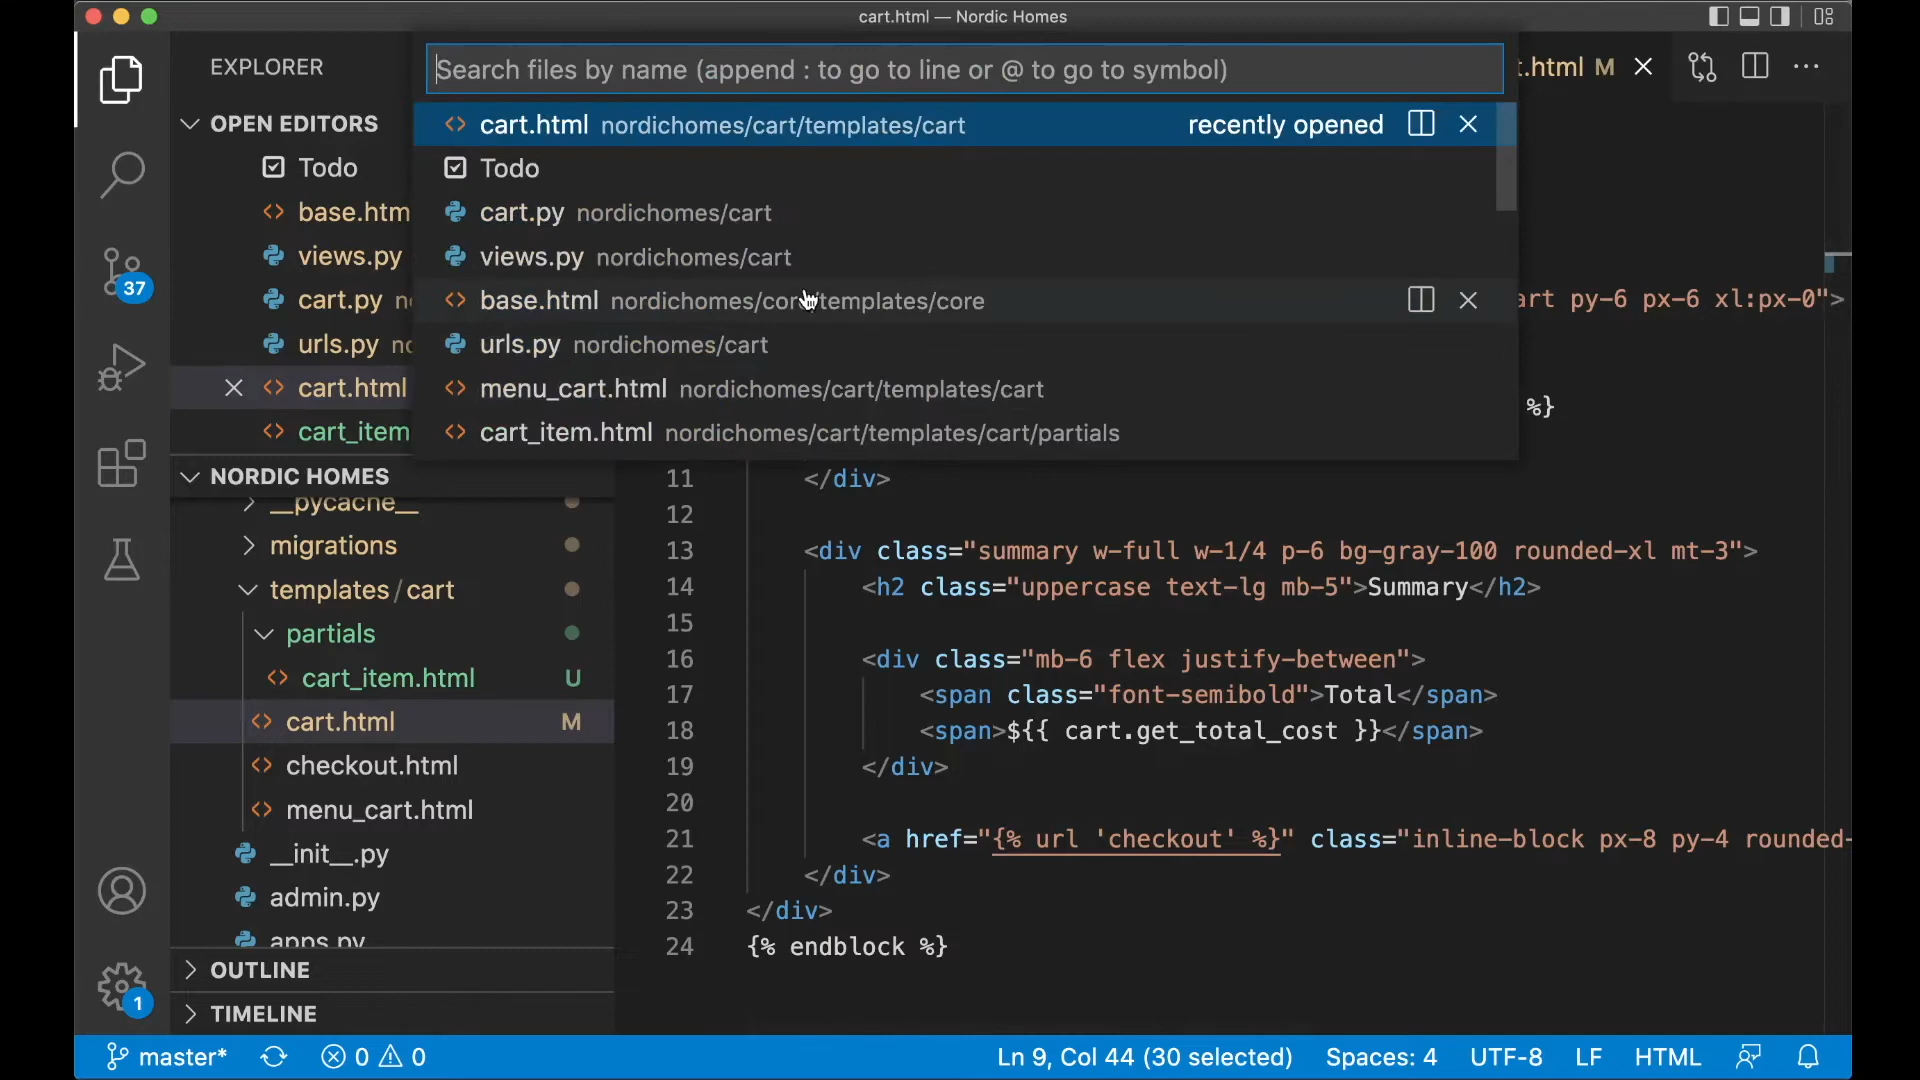 cart.html — Nordic Homes
EXPLORER
Search files by name (append : to go to line or @ to go to symbol)
.html M
cart.html nordichomes/cart/templates/cart recently opened
Todo
cart.py nordichomes/cart
views.py nordichomes/cart
base.html nordichomes/core/templates/core
urls.py nordichomes/cart
menu_cart.html nordichomes/cart/templates/cart
cart_item.html nordichomes/cart/templates/cart/partials
OPEN EDITORS
Todo
base.htm
views.py
cart.py
urls.py
cart.html
cart_item
37
NORDIC HOMES
__pycache__
migrations
templates/cart
partials
cart_item.html U
cart.html M
checkout.html
menu_cart.html
__init__.py
admin.py
apps.py
OUTLINE
TIMELINE
1
art py-6 px-6 xl:px-0">
%}
11 </div>
12
13 <div class="summary w-full w-1/4 p-6 bg-gray-100 rounded-xl mt-3">
14 <h2 class="uppercase text-lg mb-5">Summary</h2>
15
16 <div class="mb-6 flex justify-between">
17 <span class="font-semibold">Total</span>
18 <span>${{ cart.get_total_cost }}</span>
19 </div>
20
21 <a href="{% url 'checkout' %}" class="inline-block px-8 py-4 rounded-
22 </div>
23 </div>
24 {% endblock %}
master* 0 0 Ln 9, Col 44 (30 selected) Spaces: 4 UTF-8 LF HTML